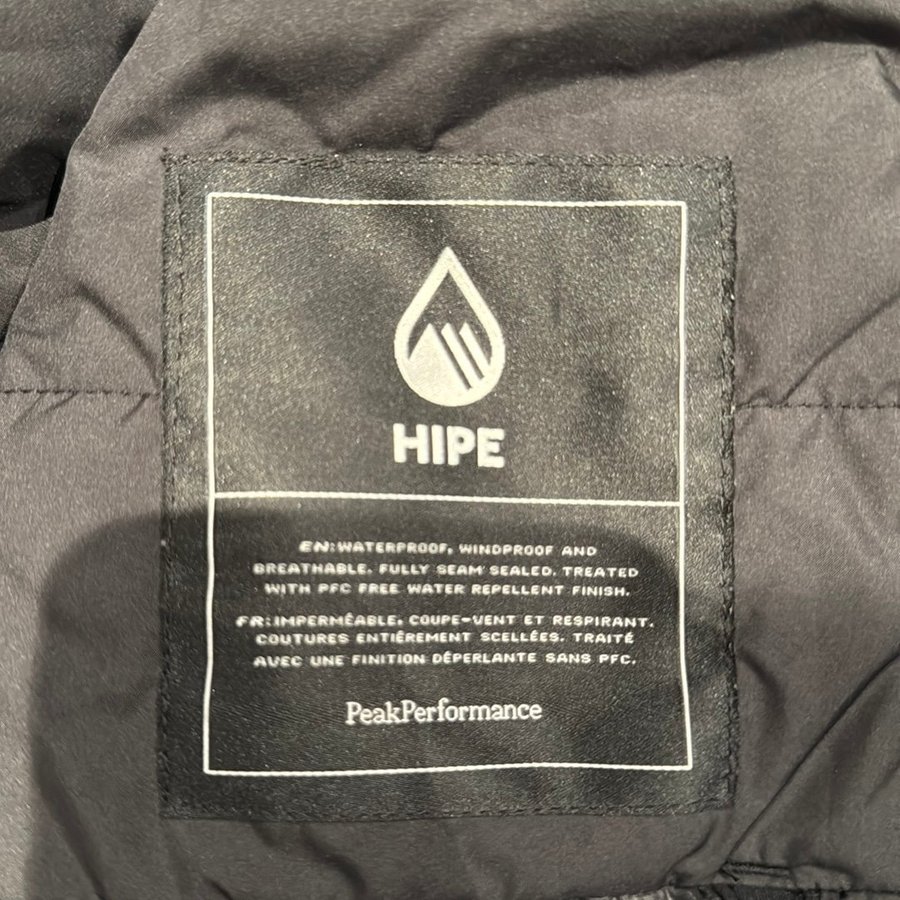 HIPE
EN: WATERPROOF, WINDPROOF AND
BREATHABLE. FULLY SEAM SEALED. TREATED
WITH PFC FREE WATER REPELLENT FINISH.
FR: IMPERMÉABLE, COUPE-VENT ET RESPIRANT.
COUTURES ENTIÉREMENT SCELLÉES. TRAITÉ
AVEC UNE FINITION DÉPERLANTE SANS PFC.
PeakPerformance